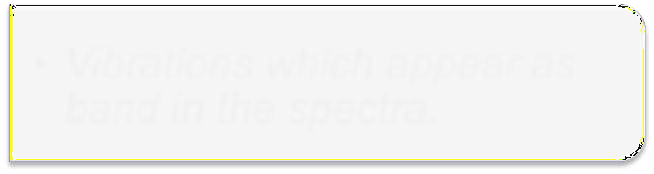 • Vibrations which appear as
band in the spectra.